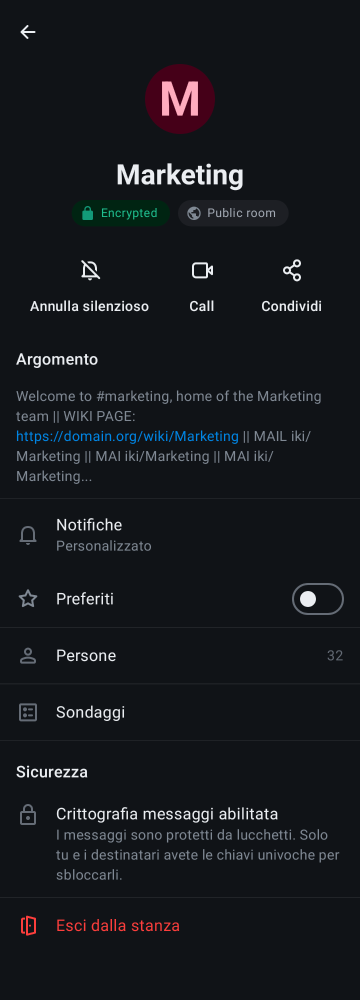 M
Marketing
Encrypted Public room
Annulla silenzioso Call Condividi
Argomento
Welcome to #marketing, home of the Marketing
team || WIKI PAGE:
https://domain.org/wiki/Marketing || MAIL iki/
Marketing || MAI iki/Marketing || MAI iki/
Marketing...
Notifiche
Personalizzato
Preferiti
Persone 32
Sondaggi
Sicurezza
Crittografia messaggi abilitata
I messaggi sono protetti da lucchetti. Solo
tu e i destinatari avete le chiavi univoche per
sbloccarli.
Esci dalla stanza